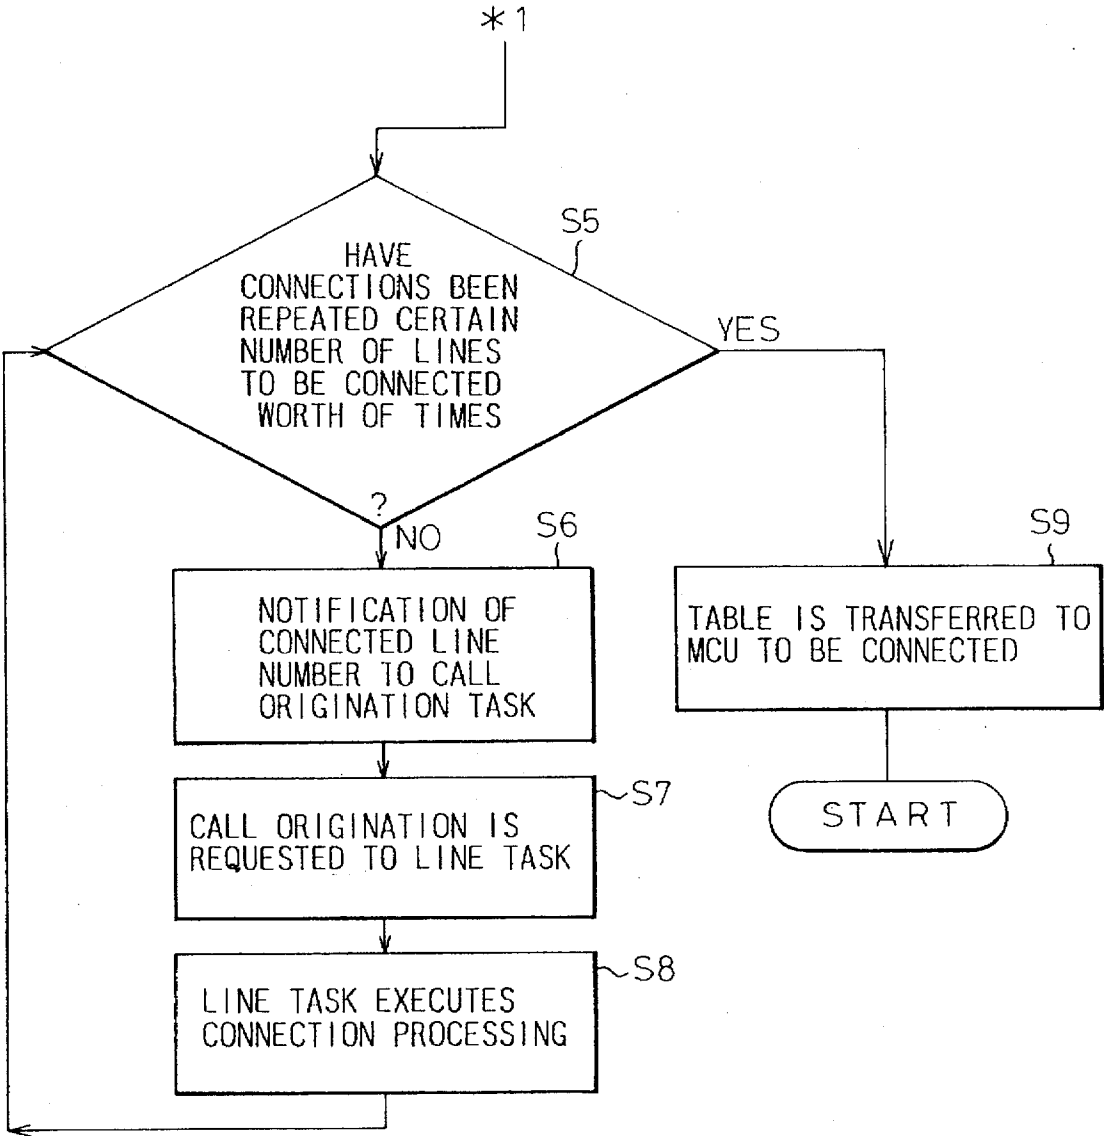 *1
S5
HAVE
CONNECTIONS BEEN
REPEATED CERTAIN
NUMBER OF LINES
TO BE CONNECTED
WORTH OF TIMES
?
YES
NO
S6
NOTIFICATION OF
CONNECTED LINE
NUMBER TO CALL
ORIGINATION TASK
S9
TABLE IS TRANSFERRED TO
MCU TO BE CONNECTED
S7
CALL ORIGINATION IS
REQUESTED TO LINE TASK
START
S8
LINE TASK EXECUTES
CONNECTION PROCESSING